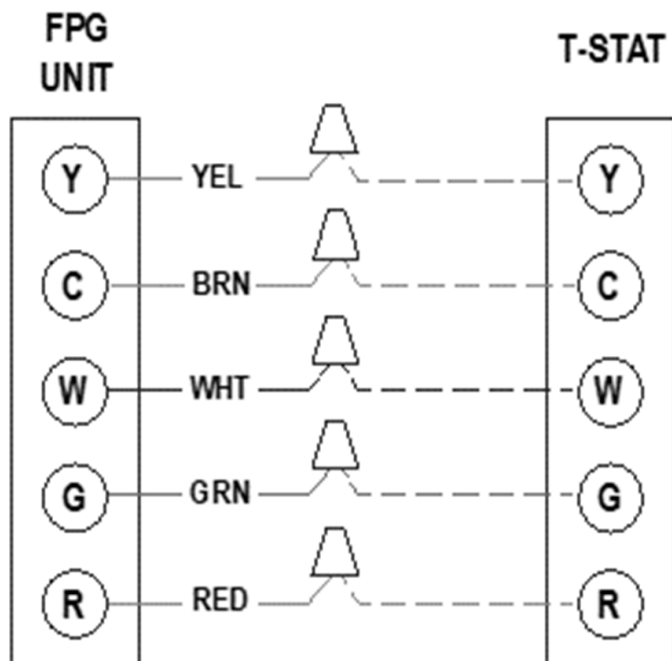 FPG
UNIT
T-STAT
Y YEL Y
C BRN C
W WHT W
G GRN G
R RED R